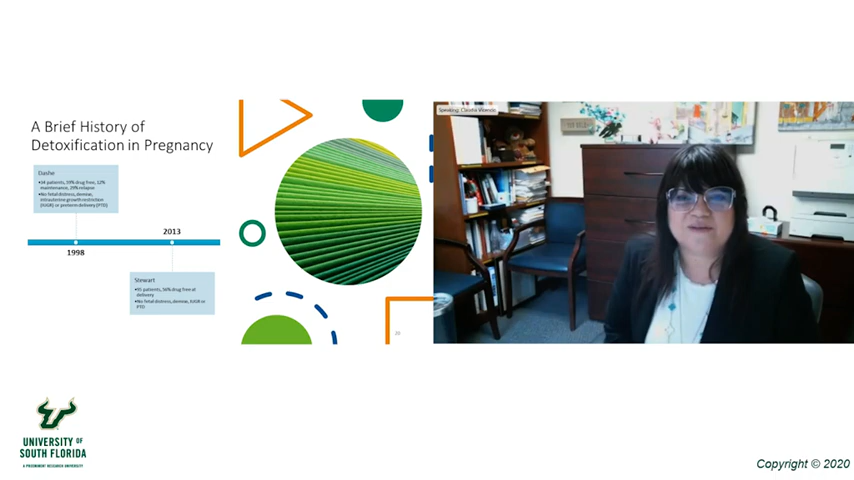 A Brief History of
Detoxification in Pregnancy
Dashe
•34 patients, 59% drug free, 12%
maintenance, 29% relapse
•No fetal distress, demise,
intrauterine growth restriction
(IUGR) or preterm delivery (PTD)
2013
1998
Stewart
•95 patients, 56% drug free at
delivery
•No fetal distress, demise, IUGR or
PTD
20
Speaking:
UNIVERSITY OF
SOUTH FLORIDA
A PREEMINENT RESEARCH UNIVERSITY
Copyright © 2020